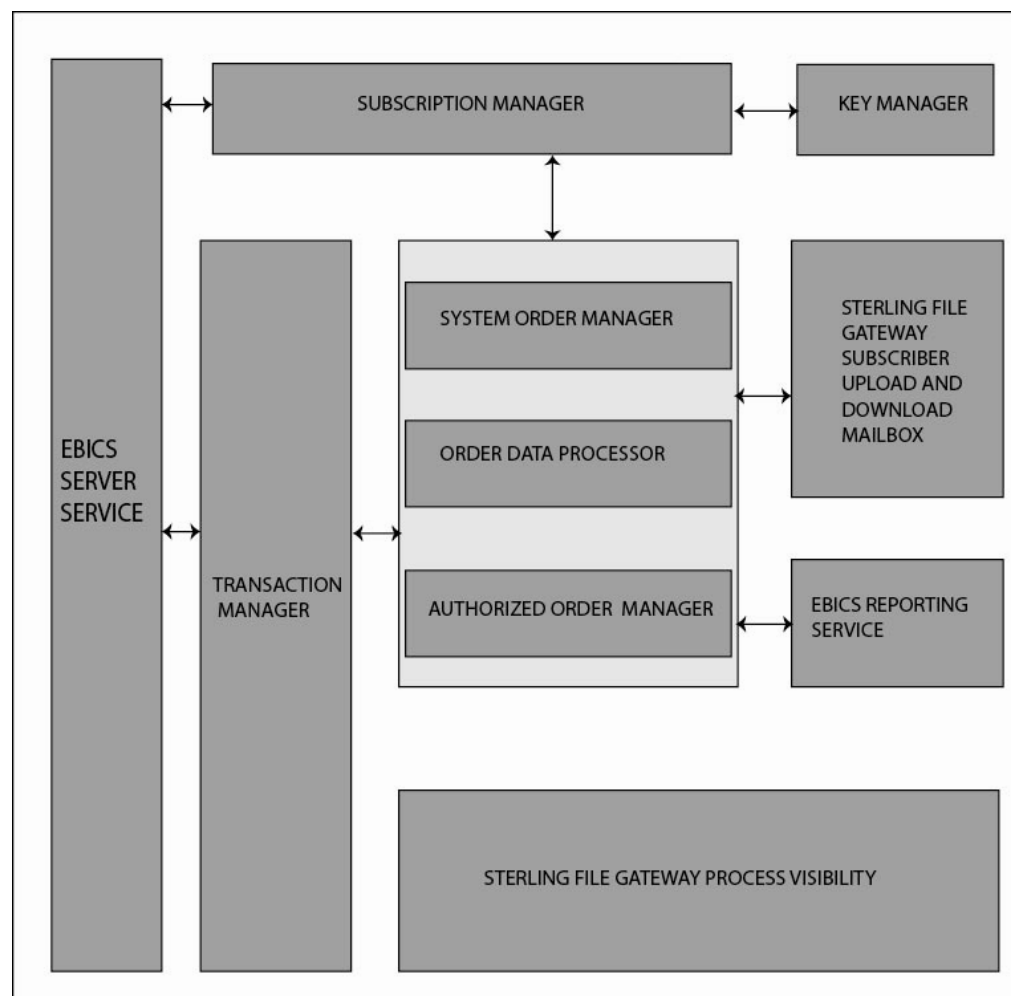 SUBSCRIPTION MANAGER
KEY MANAGER
SYSTEM ORDER MANAGER
STERLING FILE
GATEWAY
SUBSCRIBER
UPLOAD AND
DOWNLOAD
MAILBOX
ORDER DATA PROCESSOR
EBICS
SERVER
SERVICE
TRANSACTION
MANAGER
AUTHORIZED ORDER MANAGER
EBICS REPORTING
SERVICE
STERLING FILE GATEWAY PROCESS VISIBILITY